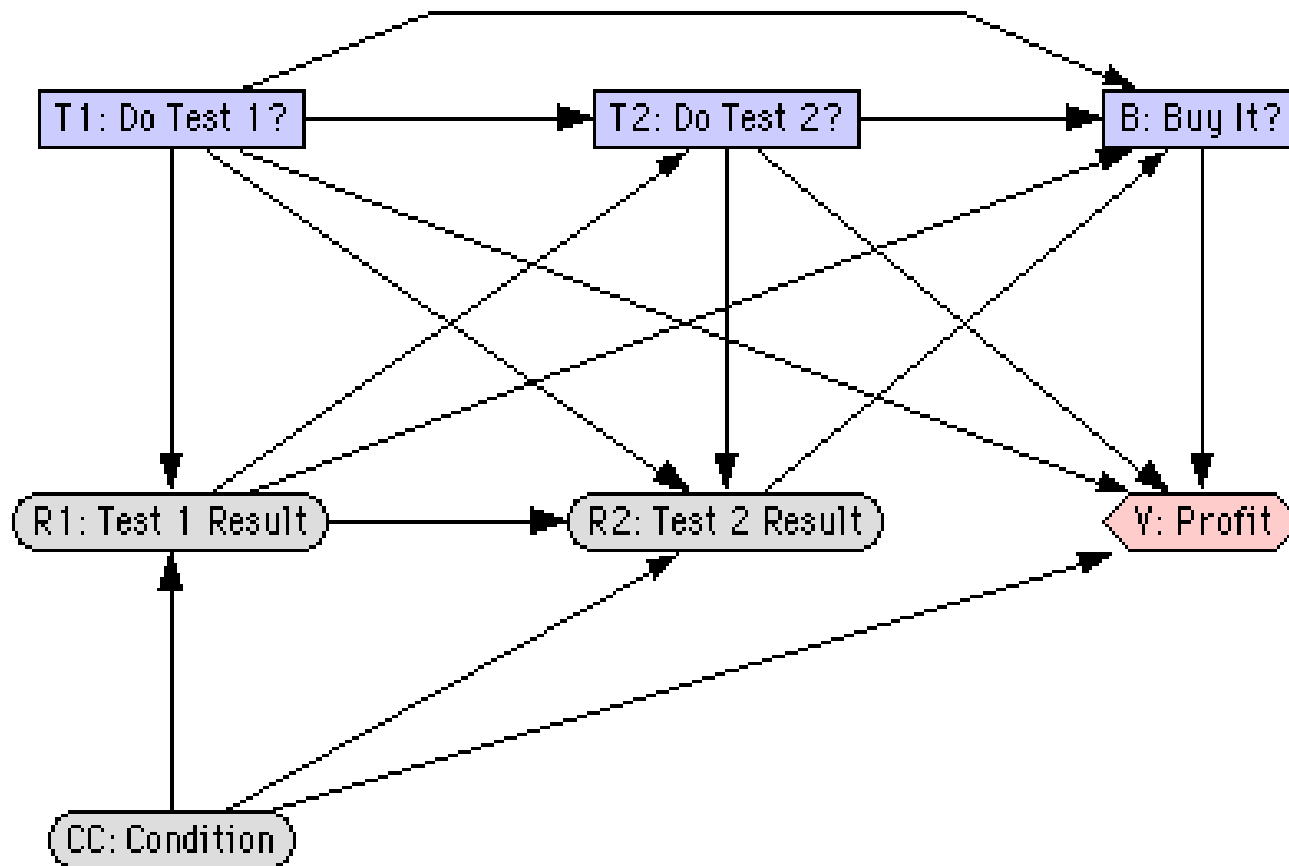 T1: Do Test 1?
T2: Do Test 2?
B: Buy It?
R1: Test 1 Result
R2: Test 2 Result
V: Profit
CC: Condition